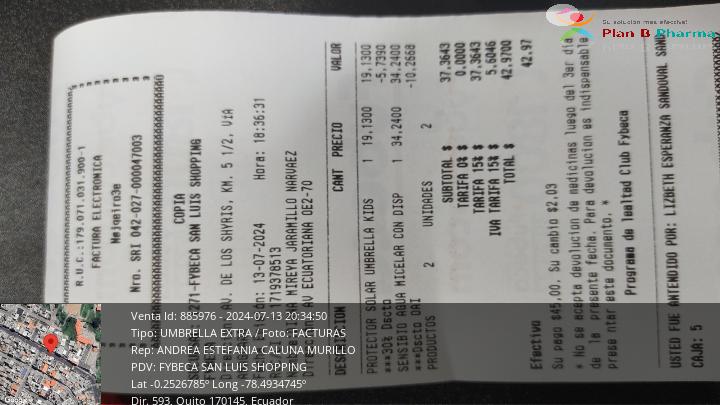 R.U.C.:179.071.031.900-1
FACTURA ELECTRONICA
Nro. SRI 042-027-000047003
COPIA
271-FYBECA SAN LUIS SHOPPING
AV. DE LOS SHYRIS, KM. 5 1/2, VIA
13-07-2024 Hora: 18:36:31
1719378513
MIREYA JARAMILLO NARVAEZ
AV ECUATORIANA OE2-70
CANT PRECIO VALOR
PROTECTOR SOLAR UMBRELLA KIDS 1 19,1300 19,1300
***30% Dscto -5,7390
SENSIBIO AGUA MICELAR CON DISP 1 34,2400 34,2400
***Dscto OAI -10,2668
PRODUCTOS 2 UNIDADES 2
SUBTOTAL $ 37.3643
TARIFA 0% $ 0.0000
TARIFA 15% $ 37.3643
IVA TARIFA 15% $ 5.6046
TOTAL $ 42.9700
Efectivo 42.97
Su pago $45,00. Su cambio $2.03
* No se acepta devolucion de medicinas luego del 3er dia
de la presente fecha. Para devolucion es indispensable
presentar este documento. *
Programa de lealtad Club Fybeca
USTED FUE ANTENDIDO POR: LIZBETH ESPERANZA SANDOVAL
CAJA: 5
Su solución más efectiva!
Plan B Pharma
Venta Id: 885976 - 2024-07-13 20:34:50
Tipo: UMBRELLA EXTRA / Foto: FACTURAS
Rep: ANDREA ESTEFANIA CALUNA MURILLO
PDV: FYBECA SAN LUIS SHOPPING
Lat -0.2526785º Long -78.4934745º
Dir. 593, Quito 170145, Ecuador
Google